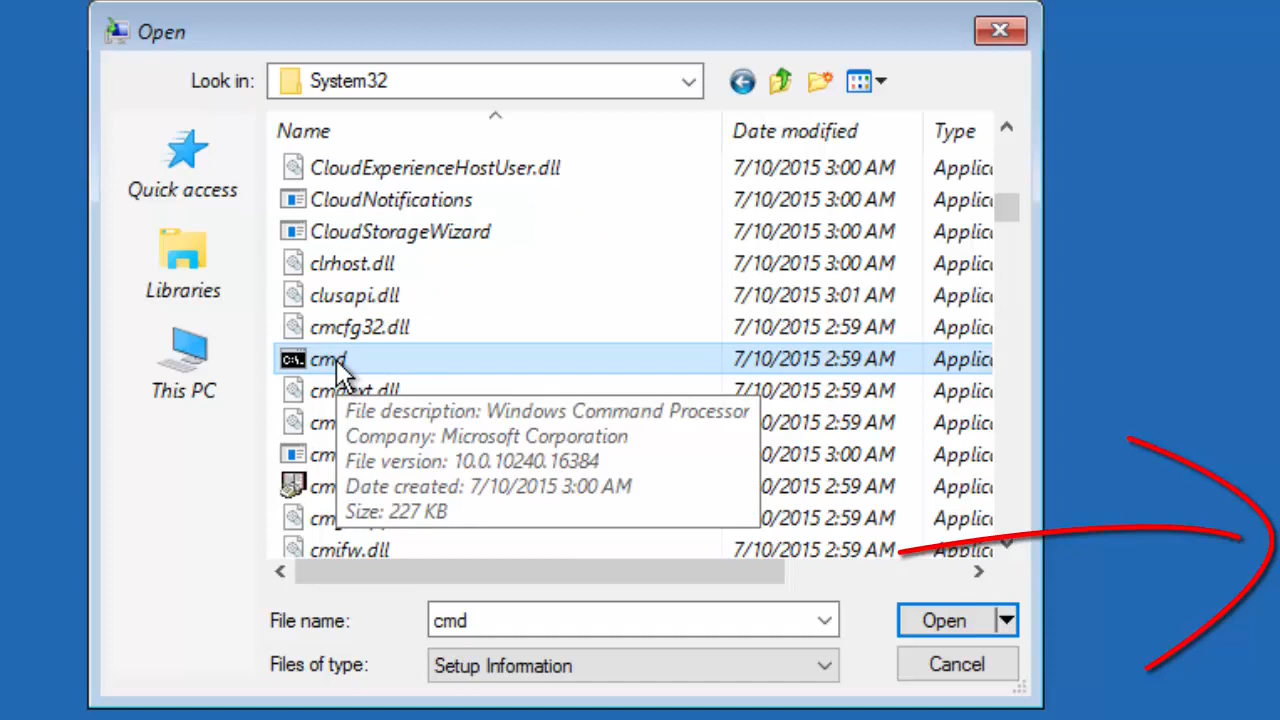 Open
Look in: System32
Name Date modified Type
CloudExperienceHostUser.dll 7/10/2015 3:00 AM Applic
CloudNotifications 7/10/2015 3:00 AM Applic
CloudStorageWizard 7/10/2015 3:00 AM Applic
clrhost.dll 7/10/2015 3:00 AM Applic
clusapi.dll 7/10/2015 3:01 AM Applic
cmcfg32.dll 7/10/2015 2:59 AM Applic
cmd 7/10/2015 2:59 AM Applic
7/10/2015 2:59 AM Applic
cm 0/2015 2:59 AM Applic
cm 0/2015 3:00 AM Applic
cm 0/2015 2:59 AM Applic
cm 0/2015 2:59 AM Applic
cmifw.dll 7/10/2015 2:59 AM Applic
File description: Windows Command Processor
Company: Microsoft Corporation
File version: 10.0.10240.16384
Date created: 7/10/2015 3:00 AM
Size: 227 KB
Quick access
Libraries
This PC
File name: cmd Open
Files of type: Setup Information Cancel